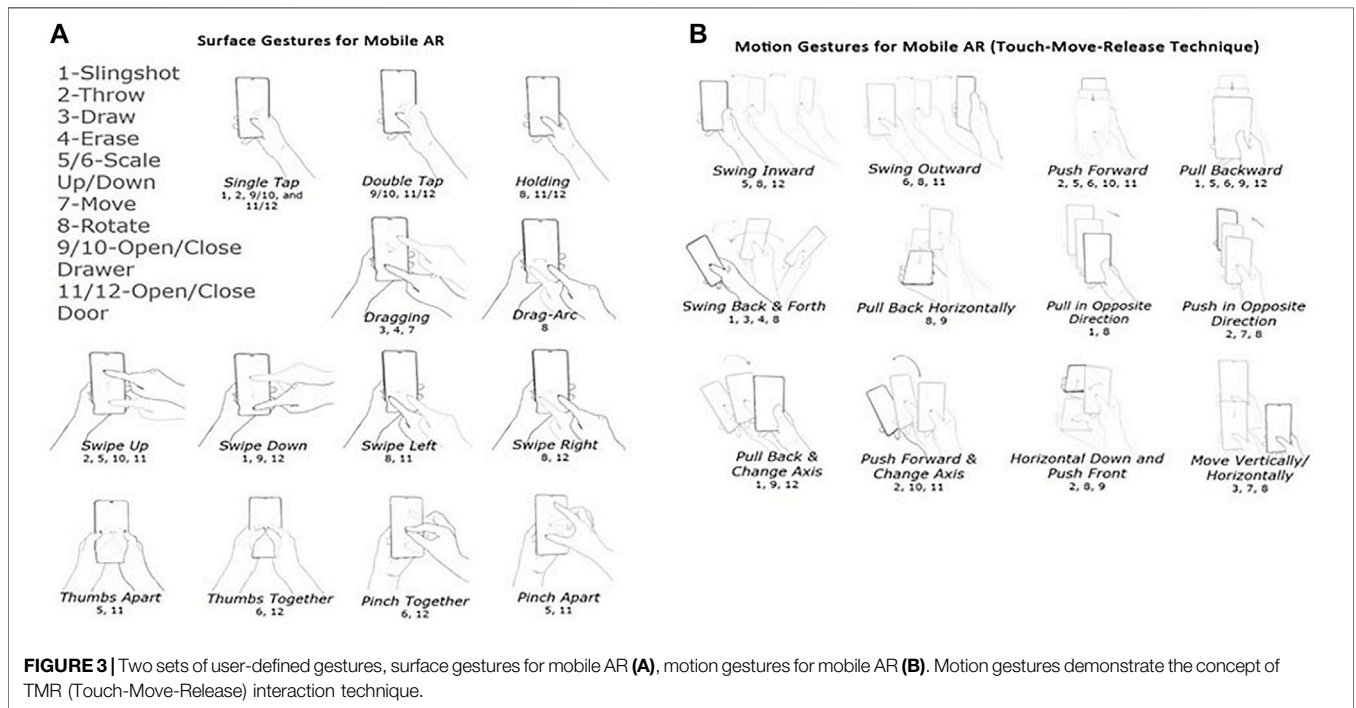 A
Surface Gestures for Mobile AR
1-Slingshot
2-Throw
3-Draw
4-Erase
5/6-Scale
Up/Down
7-Move
8-Rotate
9/10-Open/Close
Drawer
11/12-Open/Close
Door
Single Tap
1, 2, 9/10, and
11/12
Double Tap
9/10, 11/12
Holding
8, 11/12
Dragging
3, 4, 7
Drag-Arc
8
Swipe Up
2, 5, 10, 11
Swipe Down
1, 9, 12
Swipe Left
8, 11
Swipe Right
8, 12
Thumbs Apart
5, 11
Thumbs Together
6, 12
Pinch Together
6, 12
Pinch Apart
5, 11
B
Motion Gestures for Mobile AR (Touch-Move-Release Technique)
Swing Inward
5, 8, 12
Swing Outward
6, 8, 11
Push Forward
2, 5, 6, 10, 11
Pull Backward
1, 5, 6, 9, 12
Swing Back & Forth
1, 3, 4, 8
Pull Back Horizontally
8, 9
Pull in Opposite
Direction
1, 8
Push in Opposite
Direction
2, 7, 8
Pull Back &
Change Axis
1, 9, 12
Push Forward &
Change Axis
2, 10, 11
Horizontal Down and
Push Front
2, 8, 9
Move Vertically/
Horizontally
3, 7, 8
FIGURE 3 | Two sets of user-defined gestures, surface gestures for mobile AR (A), motion gestures for mobile AR (B). Motion gestures demonstrate the concept of
TMR (Touch-Move-Release) interaction technique.